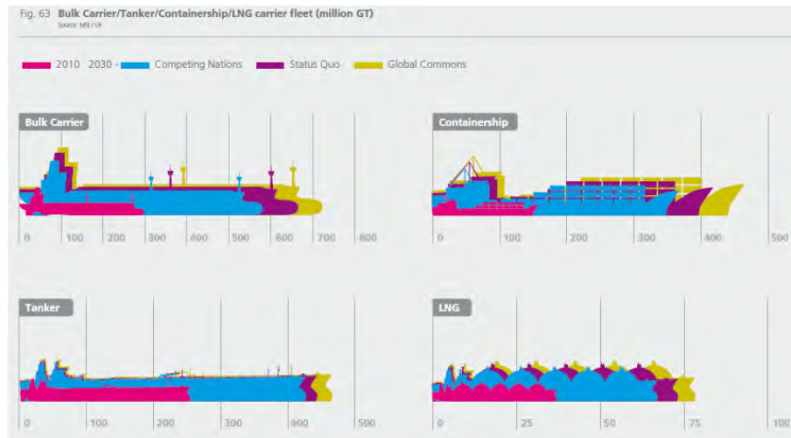 Fig. 63 Bulk Carrier/Tanker/Containership/LNG carrier fleet (million GT)
2010 2030 - Competing Nations Status Quo Global Commons
Bulk Carrier
0 100 200 300 400 500 600 700 800
Containership
0 100 200 300 400 500
Tanker
0 100 200 300 400 500
LNG
0 25 50 75 100